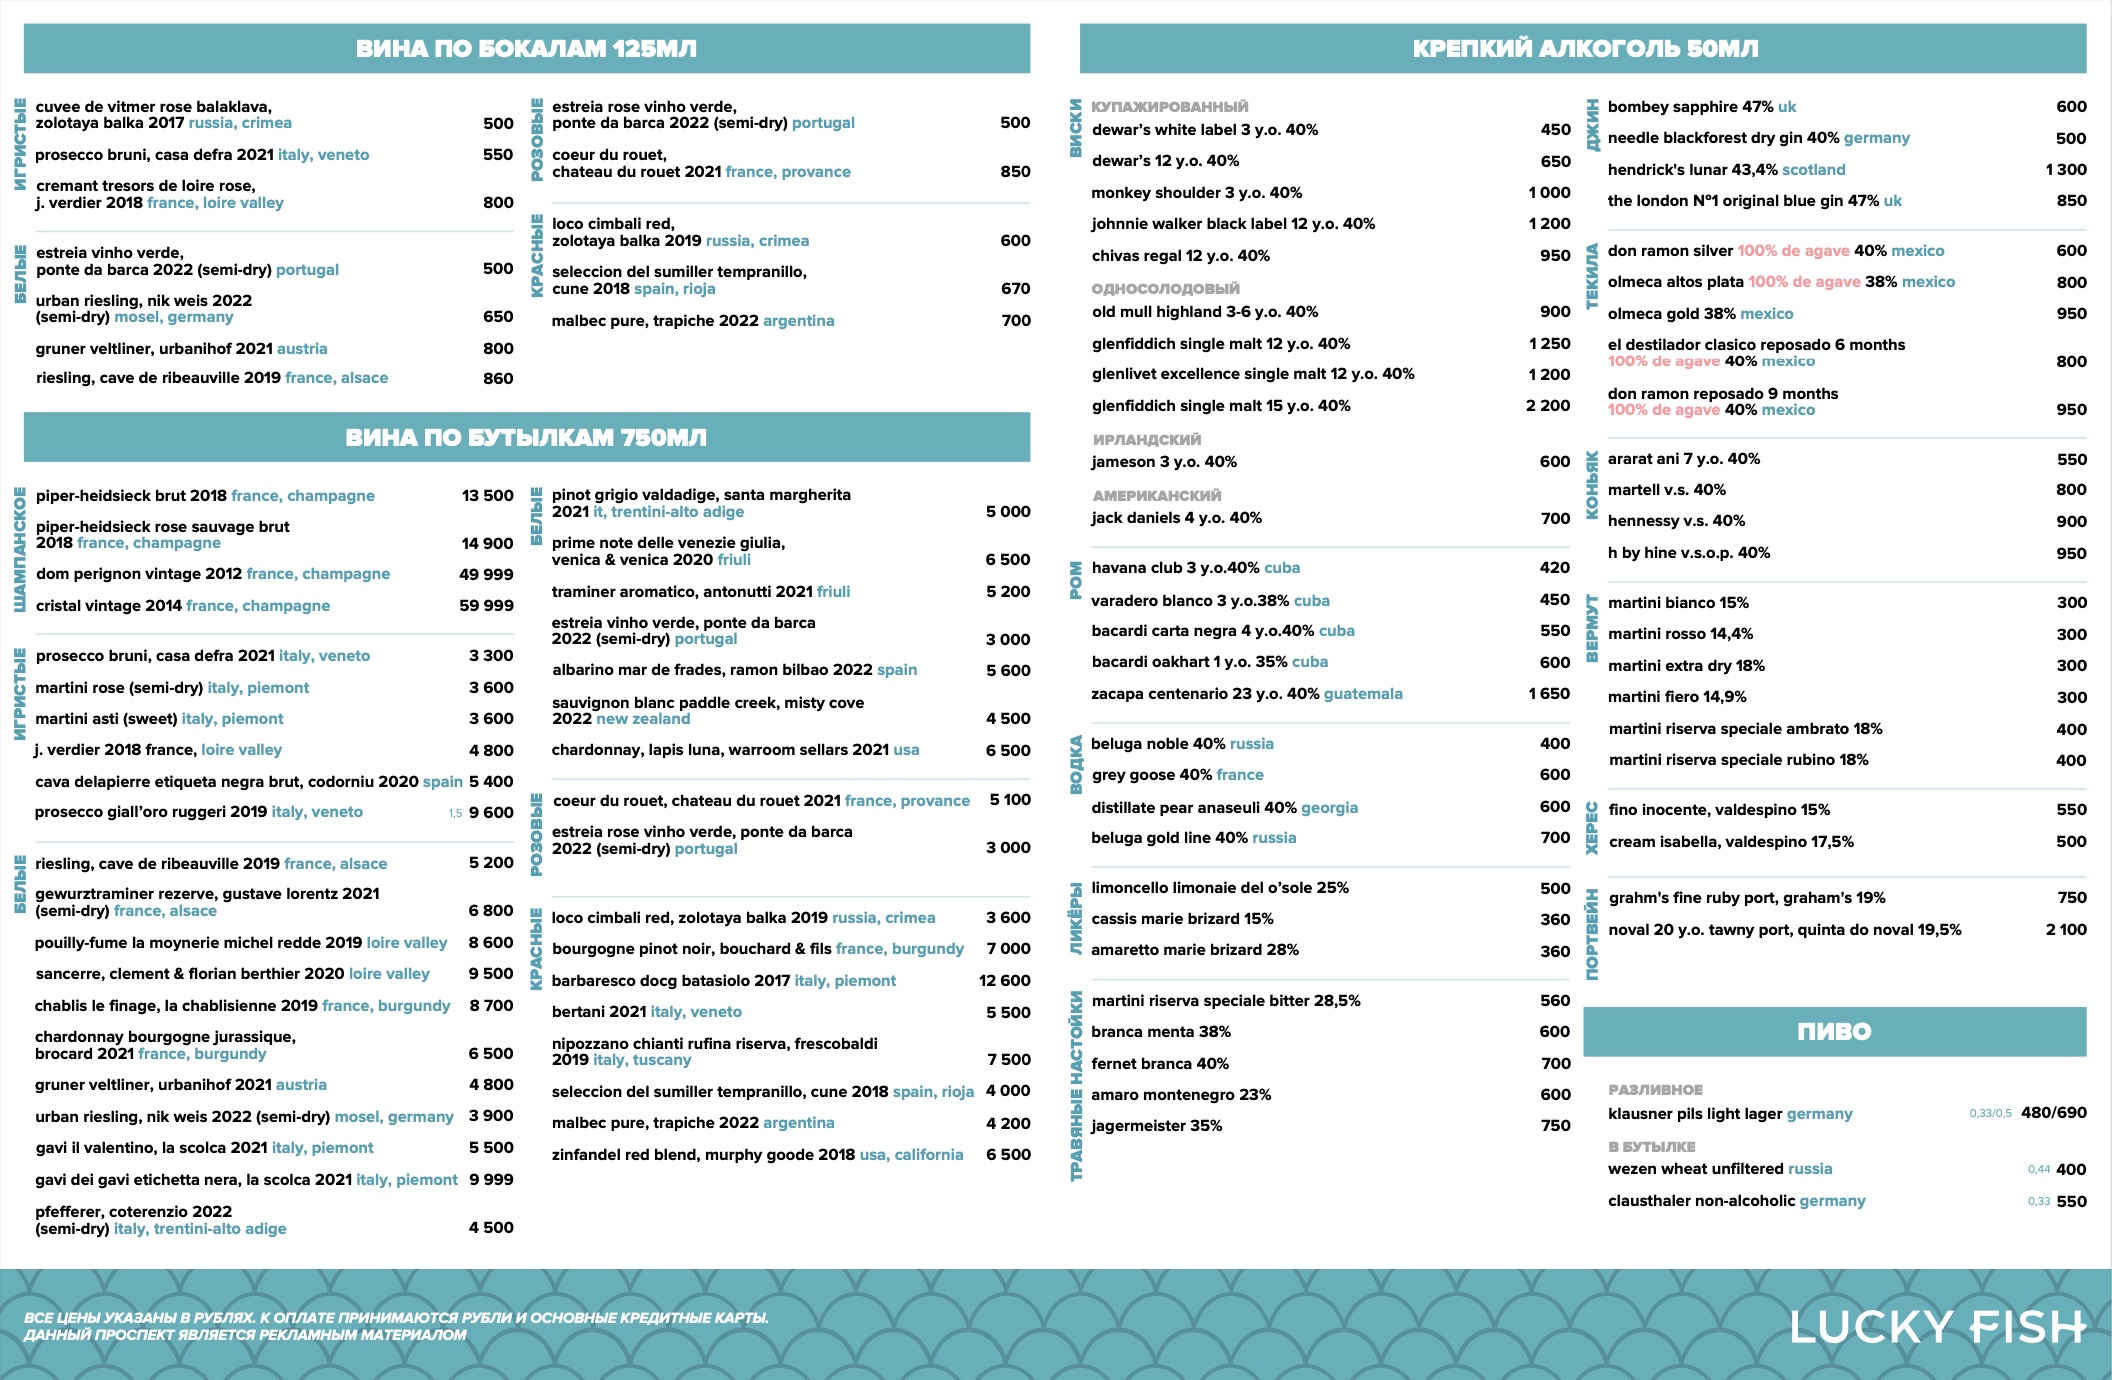 ВИНА ПО БОКАЛАМ 125МЛ
ИГРИСТЫЕ
cuvee de vitmer rose balaklava,
zolotaya balka 2017 russia, crimea 500
prosecco bruni, casa defra 2021 italy, veneto 550
cremant tresors de loire rose,
j. verdier 2018 france, loire valley 800
БЕЛЫЕ
estreia vinho verde,
ponte da barca 2022 (semi-dry) portugal 500
urban riesling, nik weis 2022
(semi-dry) mosel, germany 650
gruner veltliner, urbanihof 2021 austria 800
riesling, cave de ribeauville 2019 france, alsace 860
РОЗОВЫЕ
estreia rose vinho verde,
ponte da barca 2022 (semi-dry) portugal 500
coeur du rouet,
chateau du rouet 2021 france, provance 850
КРАСНЫЕ
loco cimbali red,
zolotaya balka 2019 russia, crimea 600
seleccion del sumiller tempranillo,
cune 2018 spain, rioja 670
malbec pure, trapiche 2022 argentina 700
ВИНА ПО БУТЫЛКАМ 750МЛ
ШАМПАНСКОЕ
piper-heidsieck brut 2018 france, champagne 13 500
piper-heidsieck rose sauvage brut
2018 france, champagne 14 900
dom perignon vintage 2012 france, champagne 49 999
cristal vintage 2014 france, champagne 59 999
ИГРИСТЫЕ
prosecco bruni, casa defra 2021 italy, veneto 3 300
martini rose (semi-dry) italy, piemont 3 600
martini asti (sweet) italy, piemont 3 600
j. verdier 2018 france, loire valley 4 800
cava delapierre etiqueta negra brut, codorniu 2020 spain 5 400
prosecco giall’oro ruggeri 2019 italy, veneto 1,5 9 600
БЕЛЫЕ
riesling, cave de ribeauville 2019 france, alsace 5 200
gewurztraminer rezerve, gustave lorentz 2021
(semi-dry) france, alsace 6 800
pouilly-fume la moynerie michel redde 2019 loire valley 8 600
sancerre, clement & florian berthier 2020 loire valley 9 500
chablis le finage, la chablisienne 2019 france, burgundy 8 700
chardonnay bourgogne jurassique,
brocard 2021 france, burgundy 6 500
gruner veltliner, urbanihof 2021 austria 4 800
urban riesling, nik weis 2022 (semi-dry) mosel, germany 3 900
gavi il valentino, la scolca 2021 italy, piemont 5 500
gavi dei gavi etichetta nera, la scolca 2021 italy, piemont 9 999
pfefferer, coterenzio 2022
(semi-dry) italy, trentini-alto adige 4 500
БЕЛЫЕ
pinot grigio valdadige, santa margherita
2021 it, trentini-alto adige 5 000
prime note delle venezie giulia,
venica & venica 2020 friuli 6 500
traminer aromatico, antonutti 2021 friuli 5 200
estreia vinho verde, ponte da barca
2022 (semi-dry) portugal 3 000
albarino mar de frades, ramon bilbao 2022 spain 5 600
sauvignon blanc paddle creek, misty cove
2022 new zealand 4 500
chardonnay, lapis luna, warroom sellars 2021 usa 6 500
РОЗОВЫЕ
coeur du rouet, chateau du rouet 2021 france, provance 5 100
estreia rose vinho verde, ponte da barca
2022 (semi-dry) portugal 3 000
КРАСНЫЕ
loco cimbali red, zolotaya balka 2019 russia, crimea 3 600
bourgogne pinot noir, bouchard & fils france, burgundy 7 000
barbaresco docg batasiolo 2017 italy, piemont 12 600
bertani 2021 italy, veneto 5 500
nipozzano chianti rufina riserva, frescobaldi
2019 italy, tuscany 7 500
seleccion del sumiller tempranillo, cune 2018 spain, rioja 4 000
malbec pure, trapiche 2022 argentina 4 200
zinfandel red blend, murphy goode 2018 usa, california 6 500
КРЕПКИЙ АЛКОГОЛЬ 50МЛ
ВИСКИ
КУПАЖИРОВАННЫЙ
dewar’s white label 3 y.o. 40% 450
dewar’s 12 y.o. 40% 650
monkey shoulder 3 y.o. 40% 1 000
johnnie walker black label 12 y.o. 40% 1 200
chivas regal 12 y.o. 40% 950
ОДНОСОЛОДОВЫЙ
old mull highland 3-6 y.o. 40% 900
glenfiddich single malt 12 y.o. 40% 1 250
glenlivet excellence single malt 12 y.o. 40% 1 200
glenfiddich single malt 15 y.o. 40% 2 200
ИРЛАНДСКИЙ
jameson 3 y.o. 40% 600
АМЕРИКАНСКИЙ
jack daniels 4 y.o. 40% 700
РОМ
havana club 3 y.o.40% cuba 420
varadero blanco 3 y.o.38% cuba 450
bacardi carta negra 4 y.o.40% cuba 550
bacardi oakhart 1 y.o. 35% cuba 600
zacapa centenario 23 y.o. 40% guatemala 1 650
ВОДКА
beluga noble 40% russia 400
grey goose 40% france 600
distillate pear anaseuli 40% georgia 600
beluga gold line 40% russia 700
ЛИКЁРЫ
limoncello limonaie del o’sole 25% 500
cassis marie brizard 15% 360
amaretto marie brizard 28% 360
ТРАВЯНЫЕ НАСТОЙКИ
martini riserva speciale bitter 28,5% 560
branca menta 38% 600
fernet branca 40% 700
amaro montenegro 23% 600
jagermeister 35% 750
ДЖИН
bombey sapphire 47% uk 600
needle blackforest dry gin 40% germany 500
hendrick's lunar 43,4% scotland 1 300
the london №1 original blue gin 47% uk 850
ТЕКИЛА
don ramon silver 100% de agave 40% mexico 600
olmeca altos plata 100% de agave 38% mexico 800
olmeca gold 38% mexico 950
el destilador clasico reposado 6 months
100% de agave 40% mexico 800
don ramon reposado 9 months
100% de agave 40% mexico 950
КОНЬЯК
ararat ani 7 y.o. 40% 550
martell v.s. 40% 800
hennessy v.s. 40% 900
h by hine v.s.o.p. 40% 950
ВЕРМУТ
martini bianco 15% 300
martini rosso 14,4% 300
martini extra dry 18% 300
martini fiero 14,9% 300
martini riserva speciale ambrato 18% 400
martini riserva speciale rubino 18% 400
ХЕРЕС
fino inocente, valdespino 15% 550
cream isabella, valdespino 17,5% 500
ПОРТВЕЙН
grahm's fine ruby port, graham's 19% 750
noval 20 y.o. tawny port, quinta do noval 19,5% 2 100
ПИВО
РАЗЛИВНОЕ
klausner pils light lager germany 0,33/0,5 480/690
В БУТЫЛКЕ
wezen wheat unfiltered russia 0,44 400
clausthaler non-alcoholic germany 0,33 550
ВСЕ ЦЕНЫ УКАЗАНЫ В РУБЛЯХ. К ОПЛАТЕ ПРИНИМАЮТСЯ РУБЛИ И ОСНОВНЫЕ КРЕДИТНЫЕ КАРТЫ.
ДАННЫЙ ПРОСПЕКТ ЯВЛЯЕТСЯ РЕКЛАМНЫМ МАТЕРИАЛОМ
LUCKY FISH